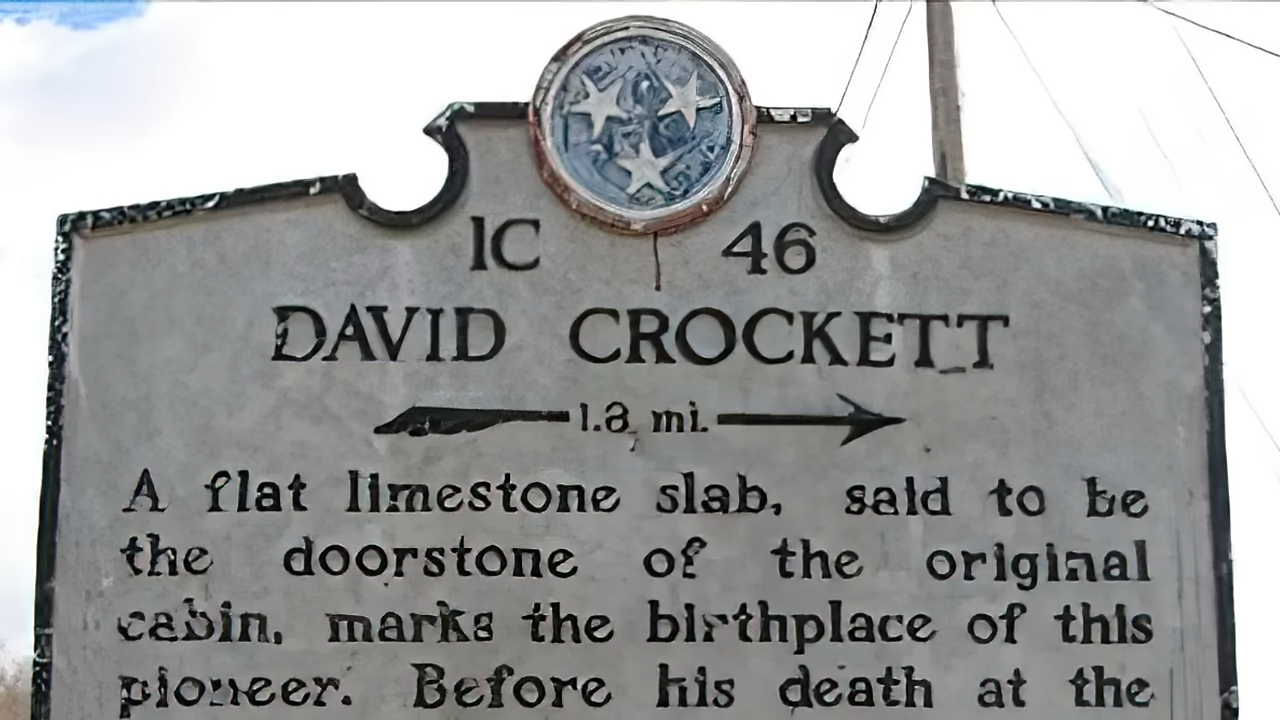 1C 46
DAVID CROCKETT
1.8 mi.
A flat limestone slab, said to be
the doorstone of the original
cabin, marks the birthplace of this
pioneer. Before his death at the